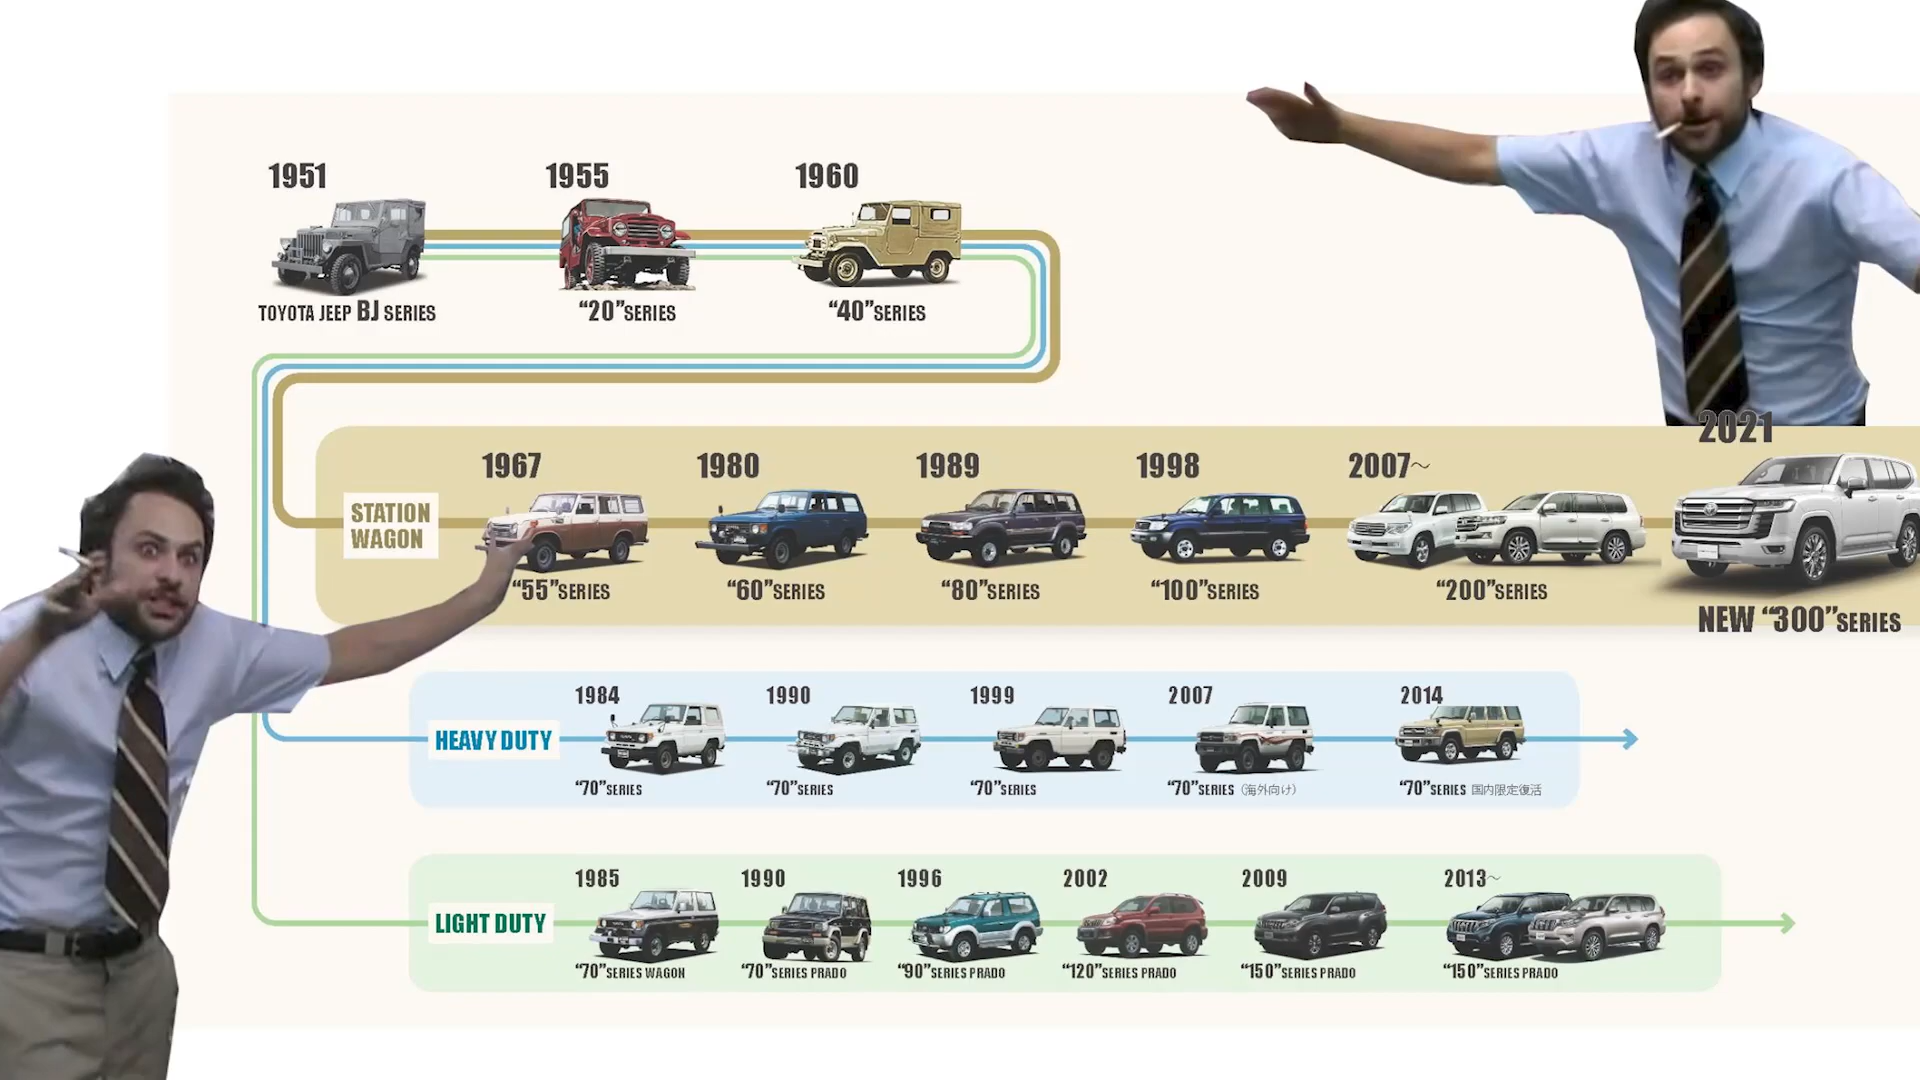 1951
1955
1960
TOYOTA JEEP BJ SERIES
“20”SERIES
“40”SERIES
STATION
WAGON
1967
1980
1989
1998
2007～
2021
“55”SERIES
“60”SERIES
“80”SERIES
“100”SERIES
“200”SERIES
NEW “300”SERIES
HEAVY DUTY
1984
1990
1999
2007
2014
“70”SERIES
“70”SERIES
“70”SERIES
“70”SERIES（海外向け）
“70”SERIES 国内限定復活
LIGHT DUTY
1985
1990
1996
2002
2009
2013～
“70”SERIES WAGON
“70”SERIES PRADO
“90”SERIES PRADO
“120”SERIES PRADO
“150”SERIES PRADO
“150”SERIES PRADO